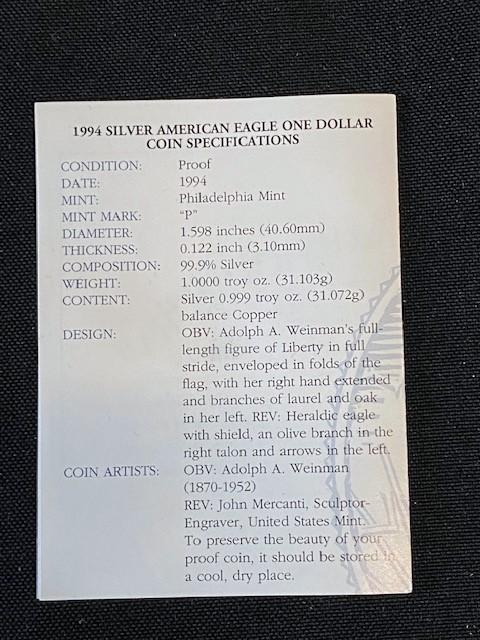 1994 SILVER AMERICAN EAGLE ONE DOLLAR
COIN SPECIFICATIONS
CONDITION: Proof
DATE: 1994
MINT: Philadelphia Mint
MINT MARK: "P"
DIAMETER: 1.598 inches (40.60mm)
THICKNESS: 0.122 inch (3.10mm)
COMPOSITION: 99.9% Silver
WEIGHT: 1.0000 troy oz. (31.103g)
CONTENT: Silver 0.999 troy oz. (31.072g)
balance Copper
DESIGN: OBV: Adolph A. Weinman's full-
length figure of Liberty in full
stride, enveloped in folds of the
flag, with her right hand extended
and branches of laurel and oak
in her left. REV: Heraldic eagle
with shield, an olive branch in the
right talon and arrows in the left.
COIN ARTISTS: OBV: Adolph A. Weinman
(1870-1952)
REV: John Mercanti, Sculptor-
Engraver, United States Mint.
To preserve the beauty of your
proof coin, it should be stored in
a cool, dry place.